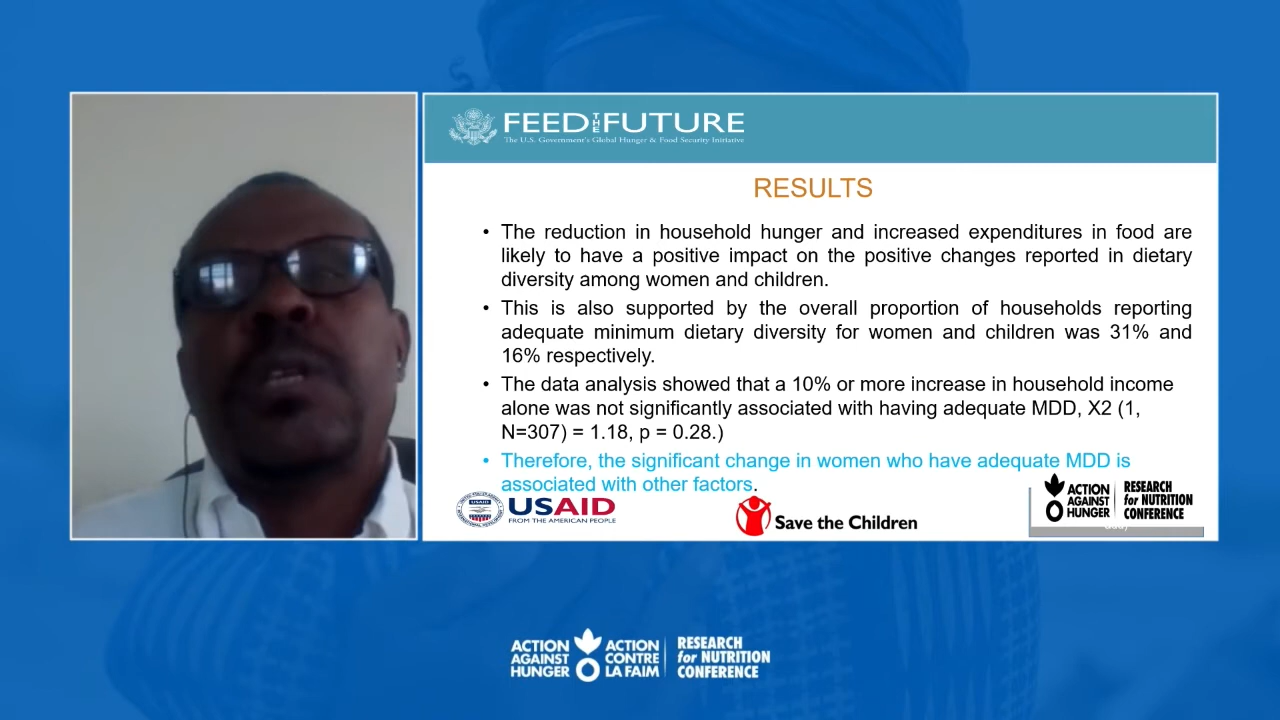 FEED THE FUTURE
The U.S. Government's Global Hunger & Food Security Initiative
RESULTS
• The reduction in household hunger and increased expenditures in food are
likely to have a positive impact on the positive changes reported in dietary
diversity among women and children.
• This is also supported by the overall proportion of households reporting
adequate minimum dietary diversity for women and children was 31% and
16% respectively.
• The data analysis showed that a 10% or more increase in household income
alone was not significantly associated with having adequate MDD, X2 (1,
N=307) = 1.18, p = 0.28.)
• Therefore, the significant change in women who have adequate MDD is
associated with other factors.
USAID
USAID
FROM THE AMERICAN PEOPLE
Save the Children
ACTION
AGAINST
HUNGER
RESEARCH
for NUTRITION
CONFERENCE
ACTION
AGAINST
HUNGER
ACTION
CONTRE
LA FAIM
RESEARCH
for NUTRITION
CONFERENCE